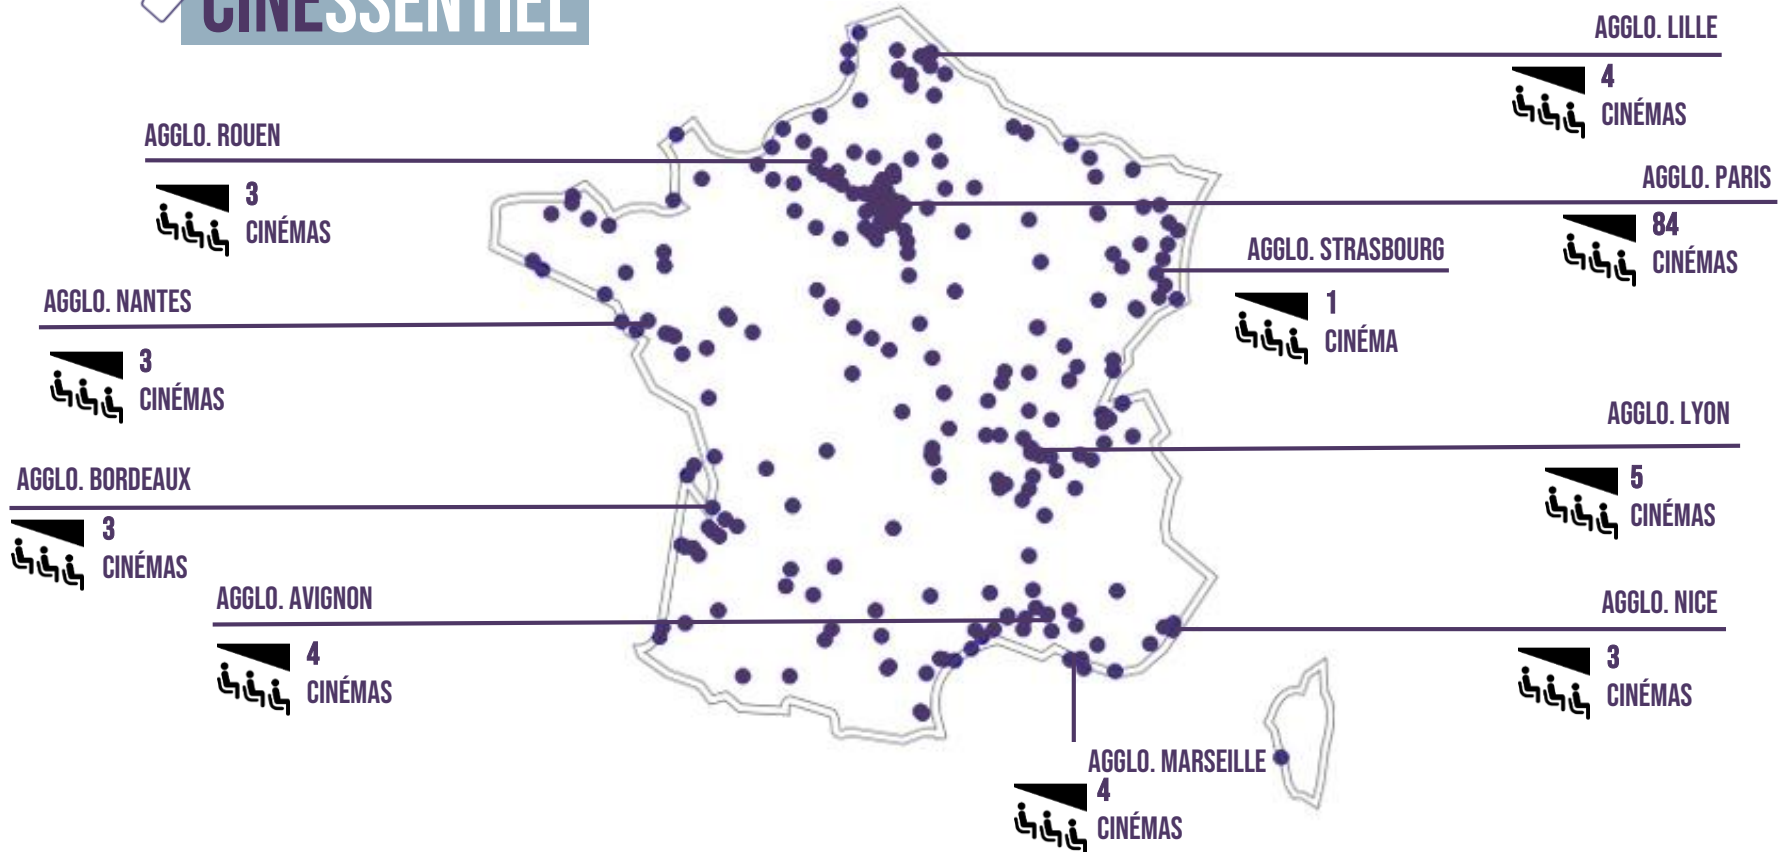 CINESSENTIEL
AGGLO. LILLE
4
CINÉMAS
AGGLO. ROUEN
3
CINÉMAS
AGGLO. PARIS
84
CINÉMAS
AGGLO. STRASBOURG
1
CINÉMA
AGGLO. NANTES
3
CINÉMAS
AGGLO. LYON
5
CINÉMAS
AGGLO. BORDEAUX
3
CINÉMAS
AGGLO. AVIGNON
4
CINÉMAS
AGGLO. NICE
3
CINÉMAS
AGGLO. MARSEILLE
4
CINÉMAS